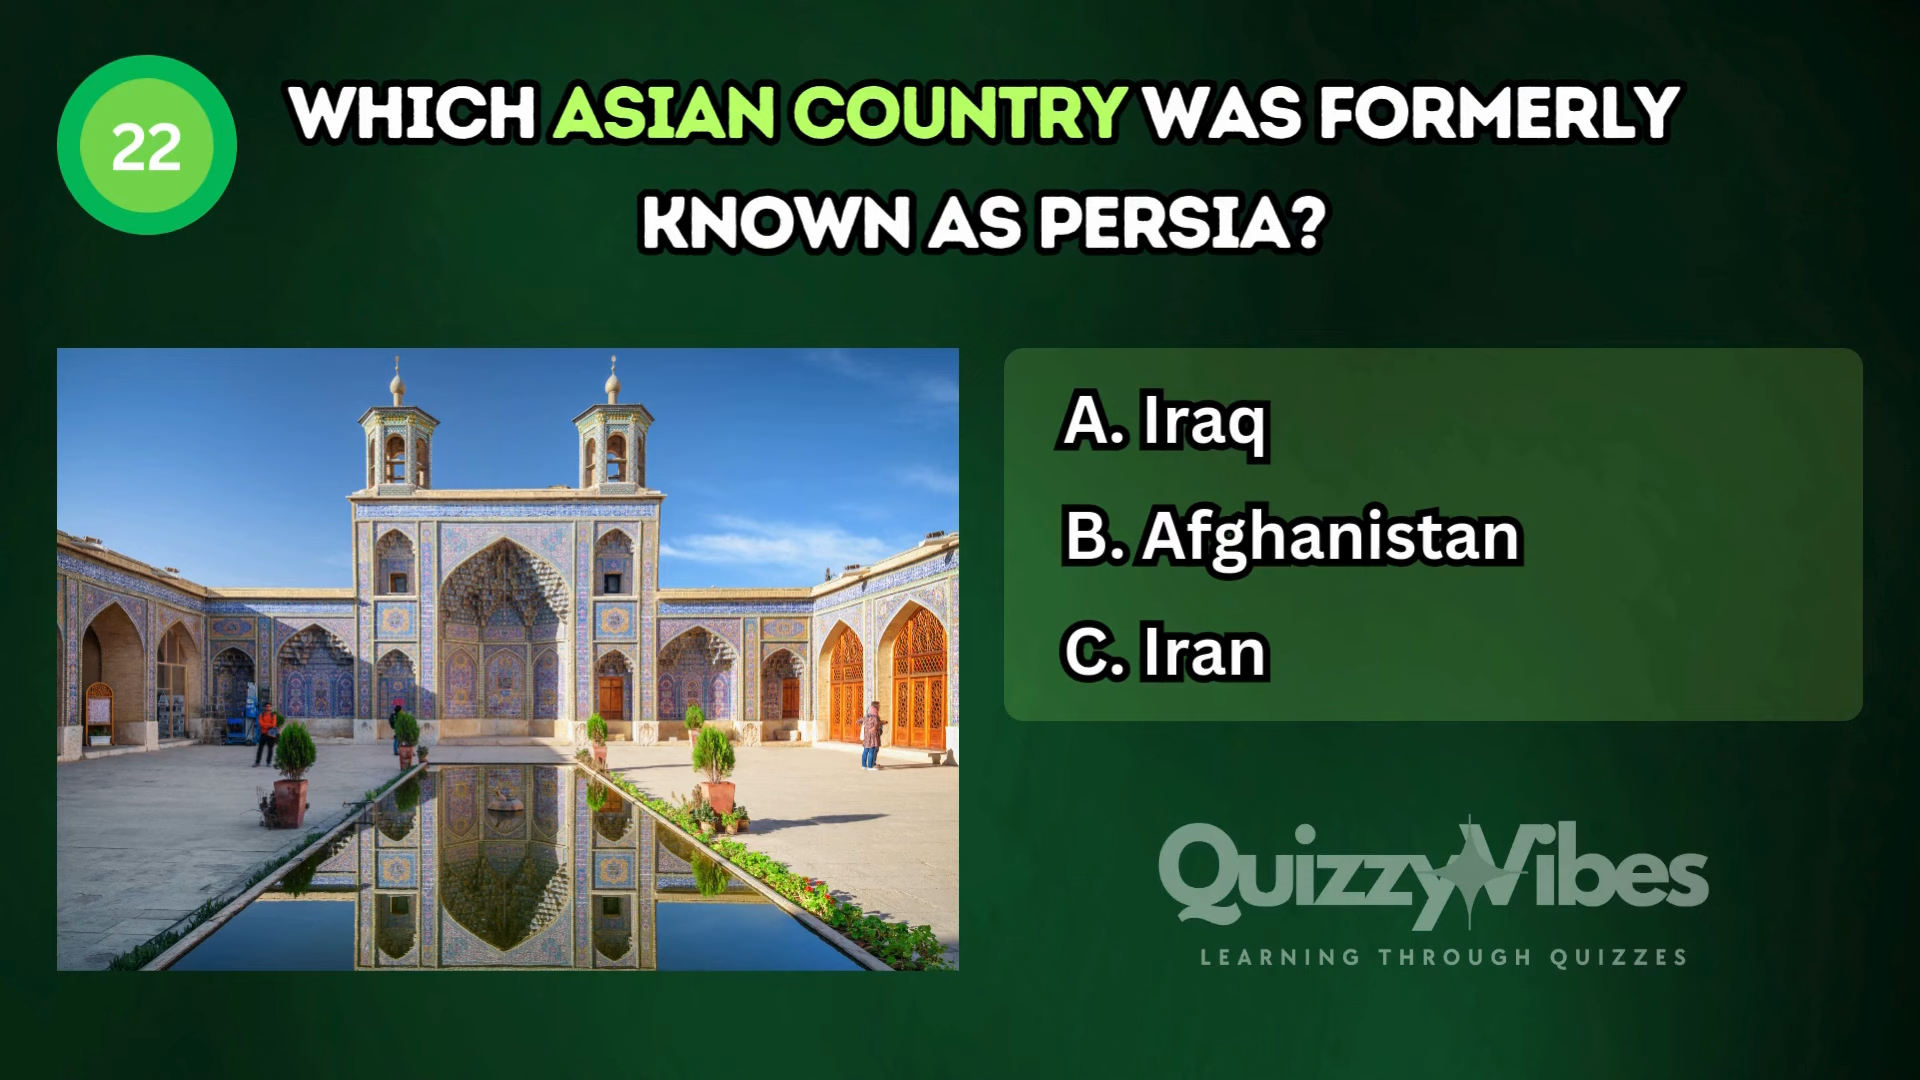 22
WHICH ASIAN COUNTRY WAS FORMERLY
KNOWN AS PERSIA?
A. Iraq
B. Afghanistan
C. Iran
QuizzyVibes
LEARNING THROUGH QUIZZES